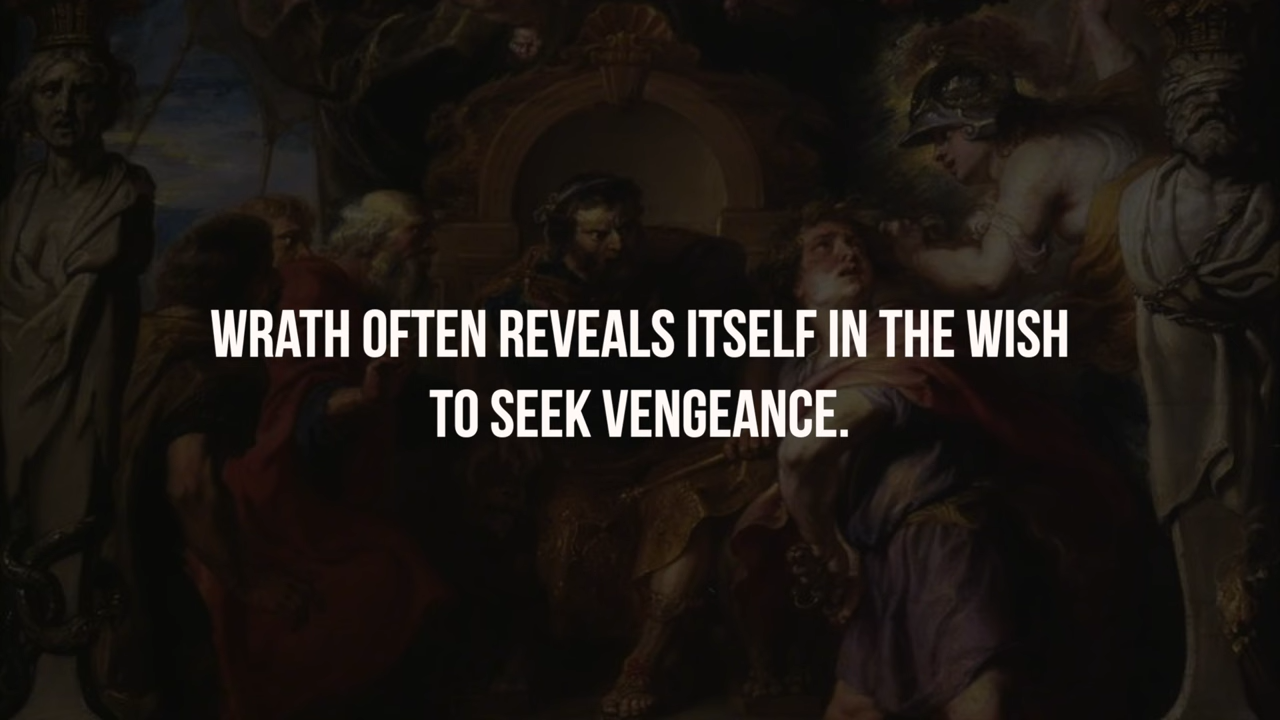 WRATH OFTEN REVEALS ITSELF IN THE WISH
TO SEEK VENGEANCE.